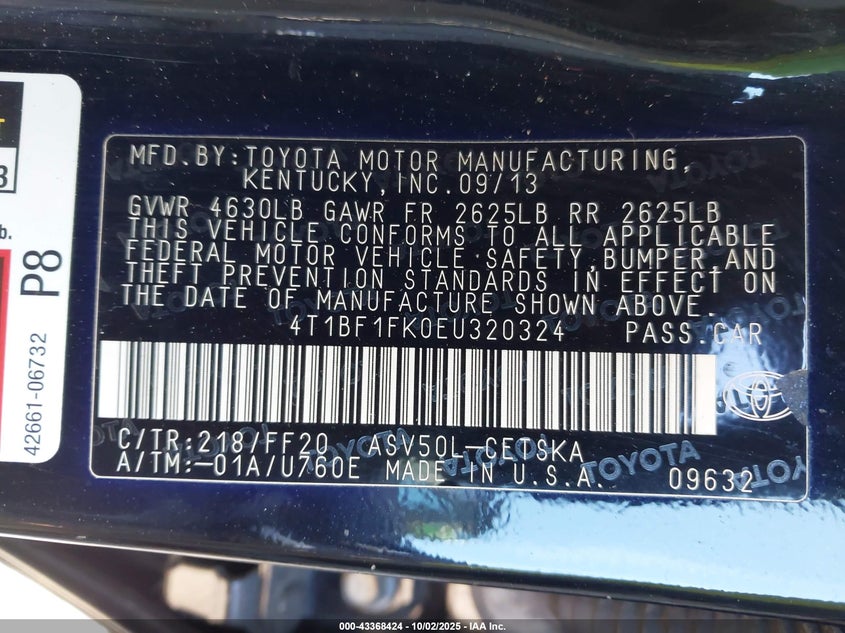 MFD.BY:TOYOTA MOTOR MANUFACTURING,
KENTUCKY,INC.09/13
GVWR 4630LB GAWR FR 2625LB RR 2625LB
THIS VEHICLE CONFORMS TO ALL APPLICABLE
FEDERAL MOTOR VEHICLE SAFETY,BUMPER,AND
THEFT PREVENTION STANDARDS IN EFFECT ON
THE DATE OF MANUFACTURE SHOWN ABOVE.
4T1BF1FK0EU320324 PASS.CAR
C/TR:218/FF20 ASV50L-CETSKA
A/TM:-01A/U760E MADE IN U.S.A.
09632
TOYOTA
P8
42661-06732
000-43368424 - 10/02/2025 - IAA Inc.